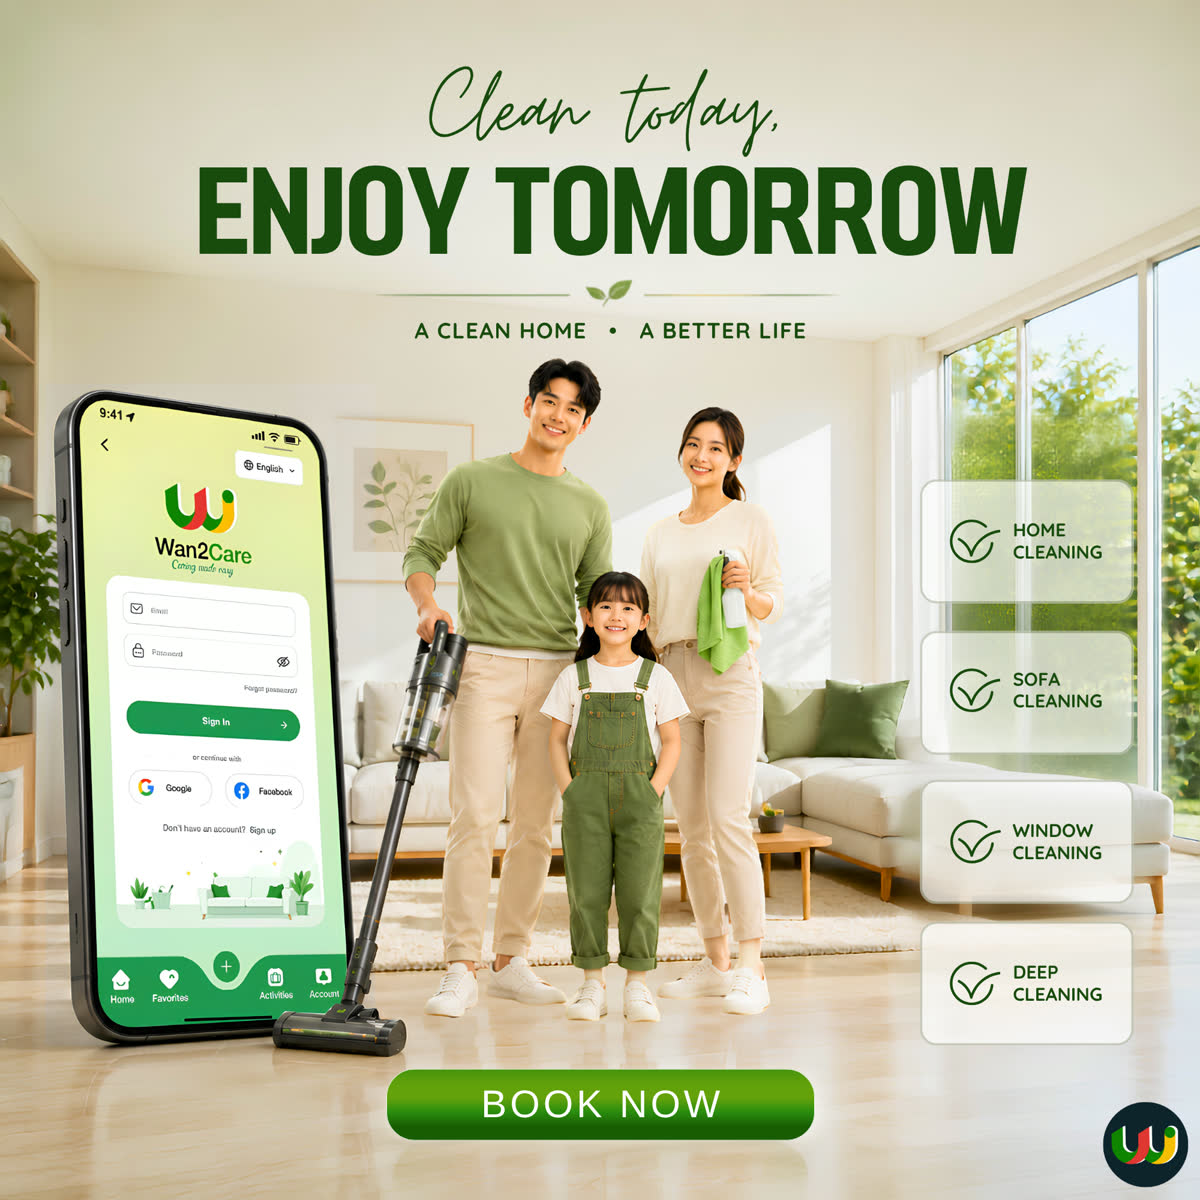 Clean today,
ENJOY TOMORROW
A CLEAN HOME • A BETTER LIFE
9:41
English
Wan2Care
Caring made easy
Email
Password
Forgot password?
Sign In
or continue with
Google
Facebook
Don't have an account? Sign up
Home
Favorites
Activities
Account
HOME
CLEANING
SOFA
CLEANING
WINDOW
CLEANING
DEEP
CLEANING
BOOK NOW